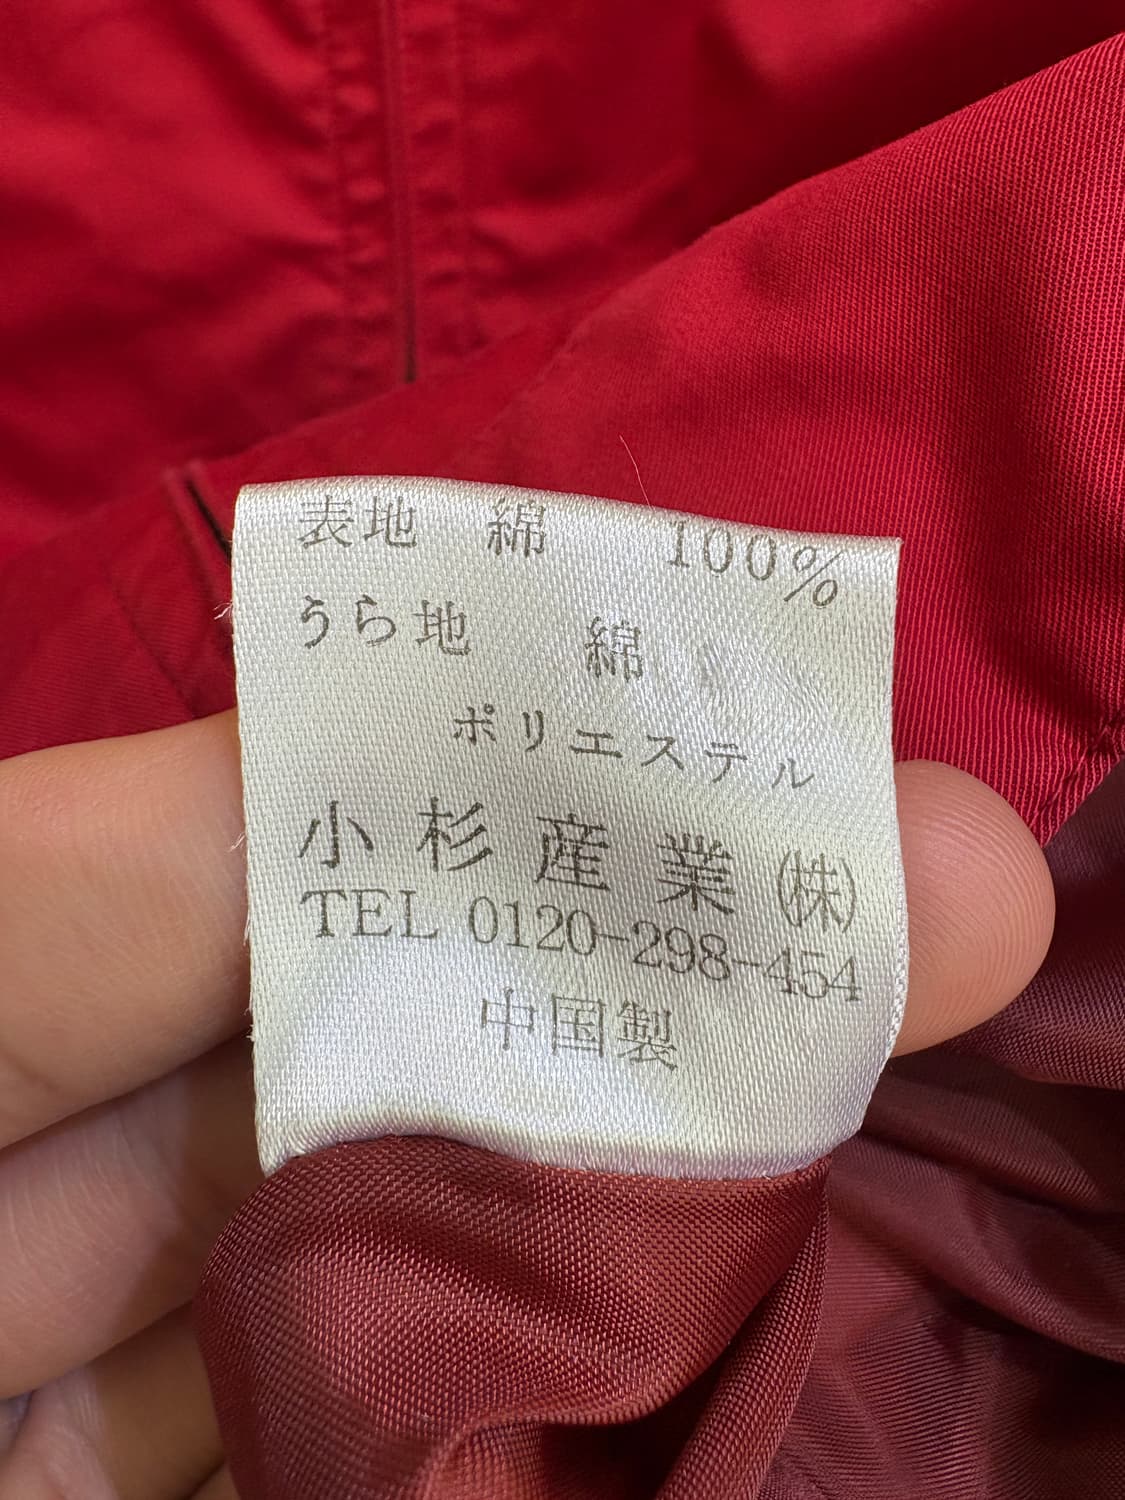 表地 綿 100%
うら地 綿
ポリエステル
小杉産業㈱
TEL 0120-298-454
中国製